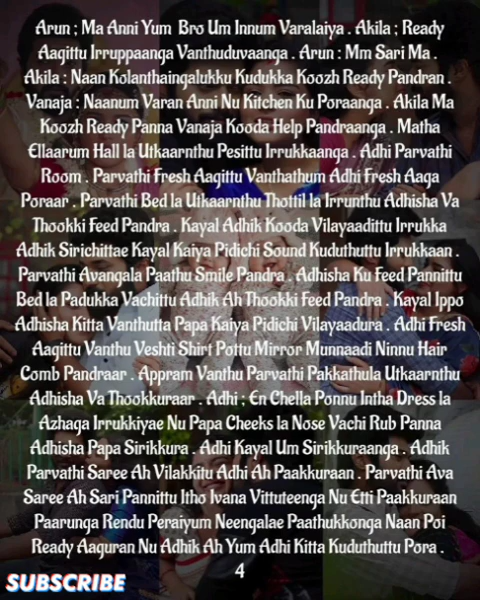 Arun ; Ma Anni Yum Bro Um Innum Varalaiya . Akila ; Ready
Aagittu Irruppaanga Vanthuduvaanga . Arun : Mm Sari Ma .
Akila : Naan Kolanthaingalukku Kudukka Koozh Ready Pandran .
Vanaja : Naanum Varan Anni Nu Kitchen Ku Poraanga . Akila Ma
Koozh Ready Panna Vanaja Kooda Help Pandraanga . Matha
Ellaarum Hall la Utkaarnthu Pesittu Irrukkaanga . Adhi Parvathi
Room . Parvathi Fresh Aagittu Vanthathum Adhi Fresh Aaga
Poraar . Parvathi Bed la Utkaarnthu Thottil la Irrunthu Adhisha Va
Thookki Feed Pandra . Kayal Adhik Kooda Vilayaadittu Irrukka
Adhik Sirichittae Kayal Kaiya Pidichi Sound Kuduthuttu Irrukkaan .
Parvathi Avangala Paathu Smile Pandra . Adhisha Ku Feed Pannittu
Bed la Padukka Vachittu Adhik Ah Thookki Feed Pandra . Kayal Ippo
Adhisha Kitta Vanthutta Papa Kaiya Pidichi Vilayaadura . Adhi Fresh
Aagittu Vanthu Veshti Shirt Pottu Mirror Munnaadi Ninnu Hair
Comb Pandraar . Appram Vanthu Parvathi Pakkathula Utkaarnthu
Adhisha Va Thookkuraar . Adhi ; En Chella Ponnu Intha Dress la
Azhaga Irrukkiyae Nu Papa Cheeks la Nose Vachi Rub Panna
Adhisha Papa Sirikkura . Adhi Kayal Um Sirikkuraanga . Adhik
Parvathi Saree Ah Vilakkitu Adhi Ah Paakkuraan . Parvathi Ava
Saree Ah Sari Pannittu Itho Ivana Vittuteenga Nu Etti Paakkuraan
Paarunga Rendu Peraiyum Neengalae Paathukkonga Naan Poi
Ready Aaguran Nu Adhik Ah Yum Adhi Kitta Kuduthuttu Pora .
4
SUBSCRIBE